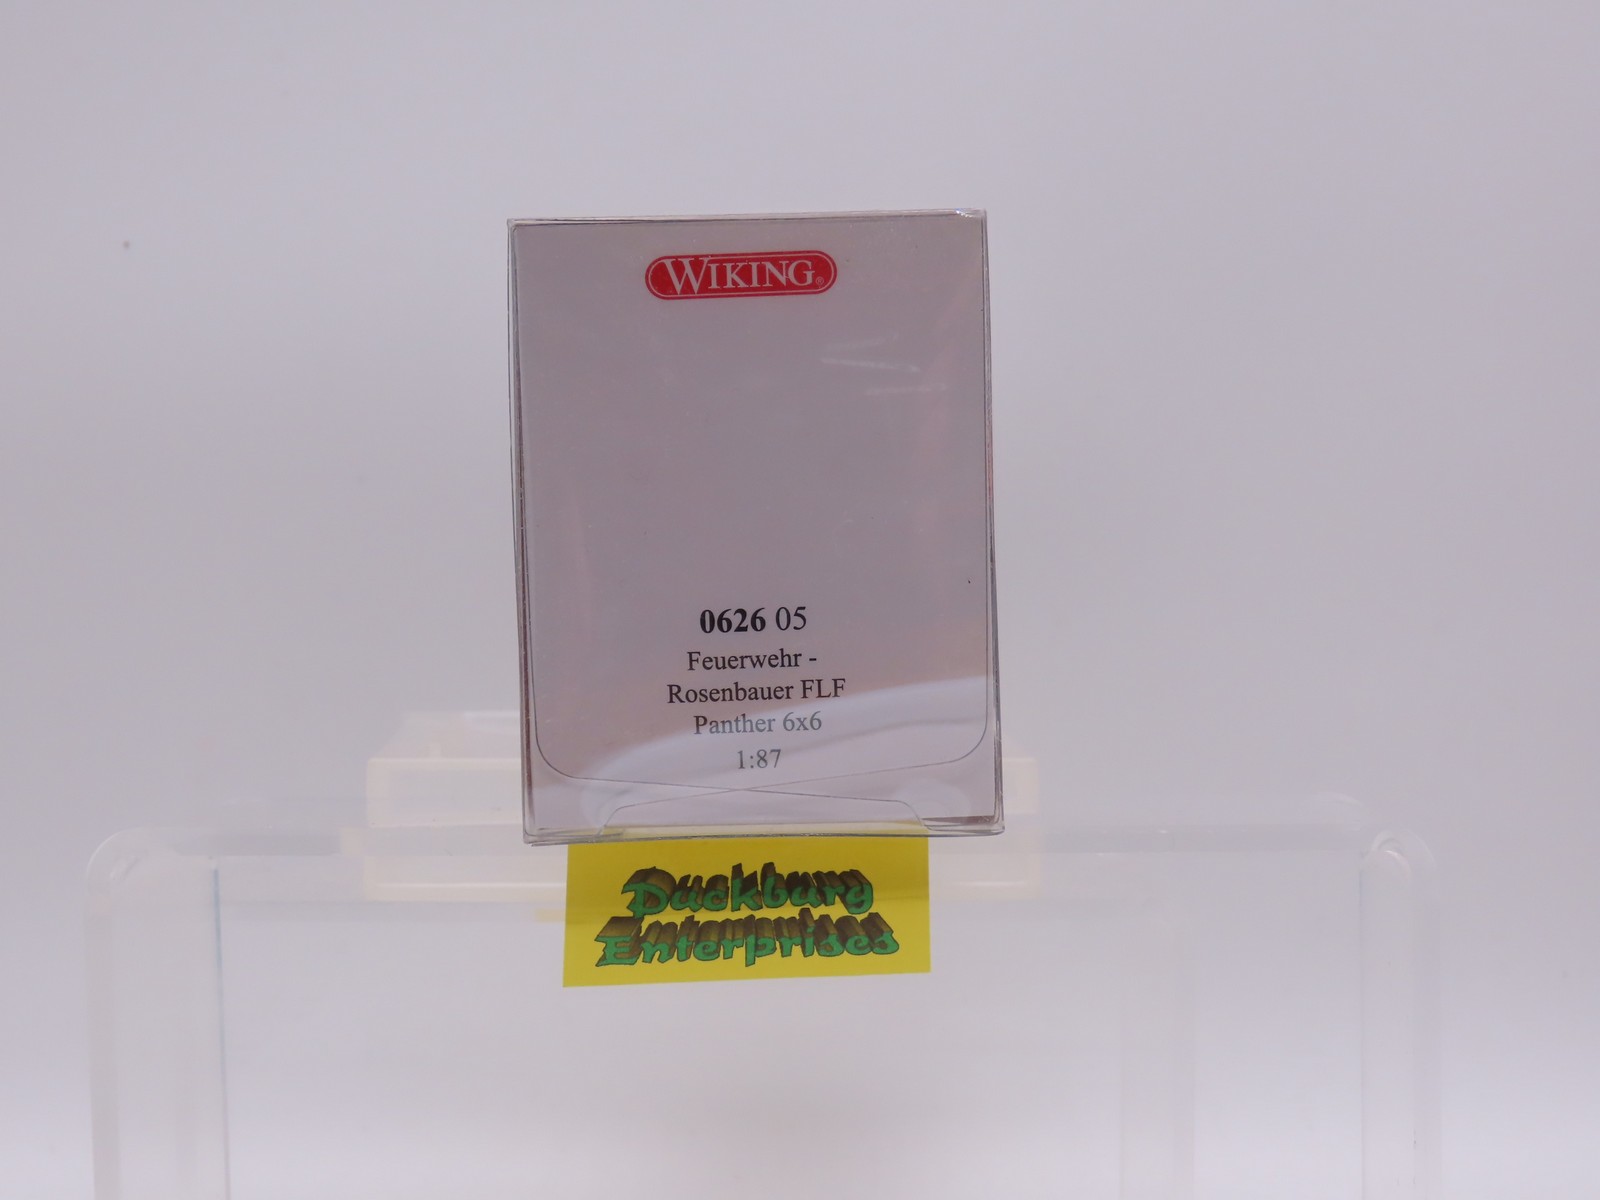 WIKING®
0626 05
Feuerwehr -
Rosenbauer FLF
Panther 6x6
1:87
Duckburg
Enterprises